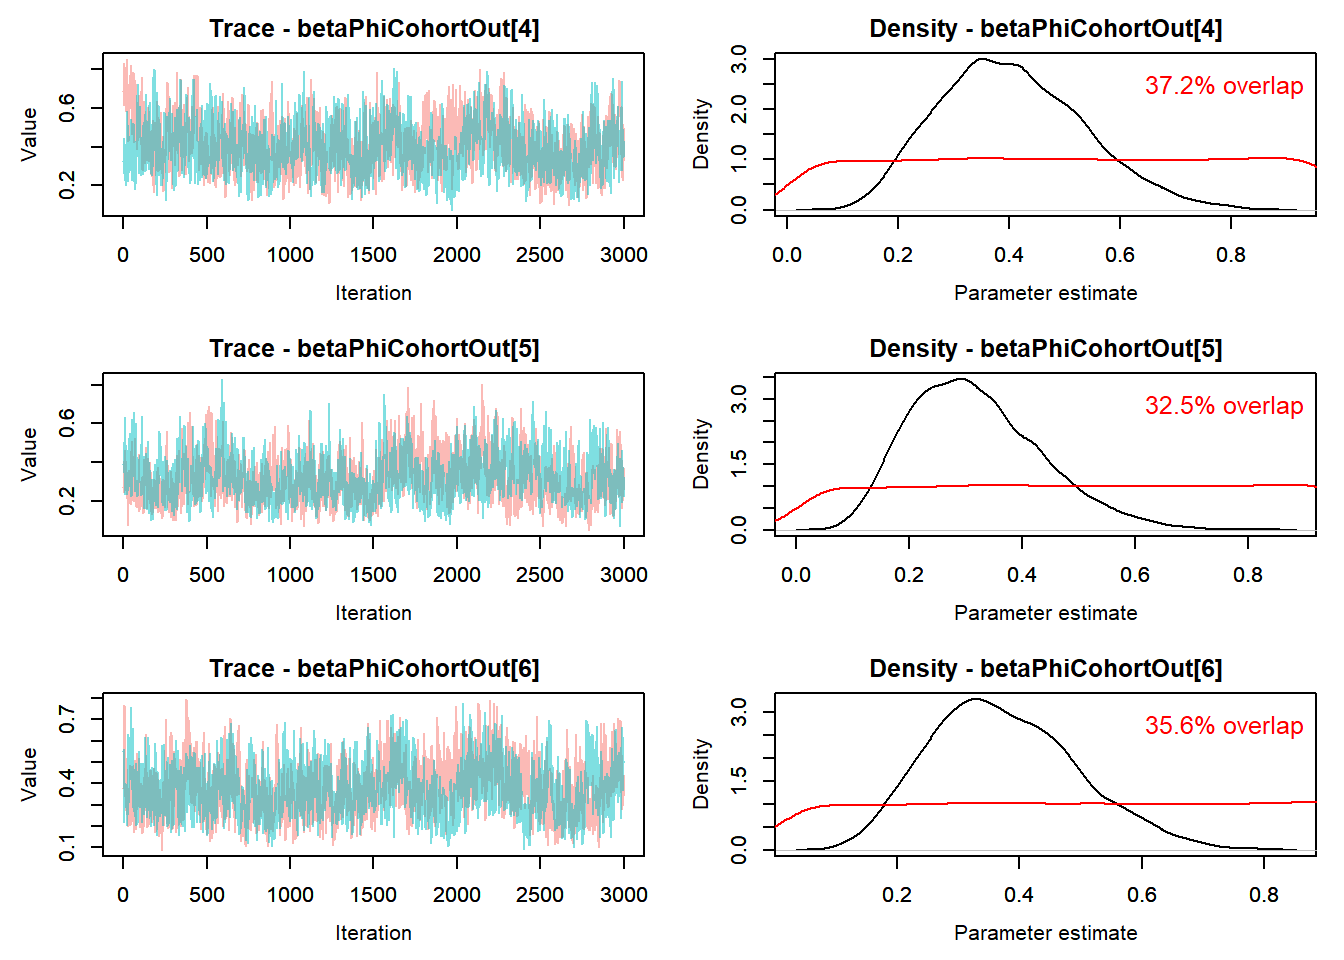 Trace - betaPhiCohortOut[4]
Value
0.2
0.6
0
500
1000
1500
2000
2500
3000
Iteration
Density - betaPhiCohortOut[4]
37.2% overlap
Density
0.0
1.0
2.0
3.0
0.0
0.2
0.4
0.6
0.8
Parameter estimate
Trace - betaPhiCohortOut[5]
Value
0.2
0.6
0
500
1000
1500
2000
2500
3000
Iteration
Density - betaPhiCohortOut[5]
32.5% overlap
Density
0.0
1.5
3.0
0.0
0.2
0.4
0.6
0.8
Parameter estimate
Trace - betaPhiCohortOut[6]
Value
0.1
0.4
0.7
0
500
1000
1500
2000
2500
3000
Iteration
Density - betaPhiCohortOut[6]
35.6% overlap
Density
0.0
1.5
3.0
0.2
0.4
0.6
0.8
Parameter estimate